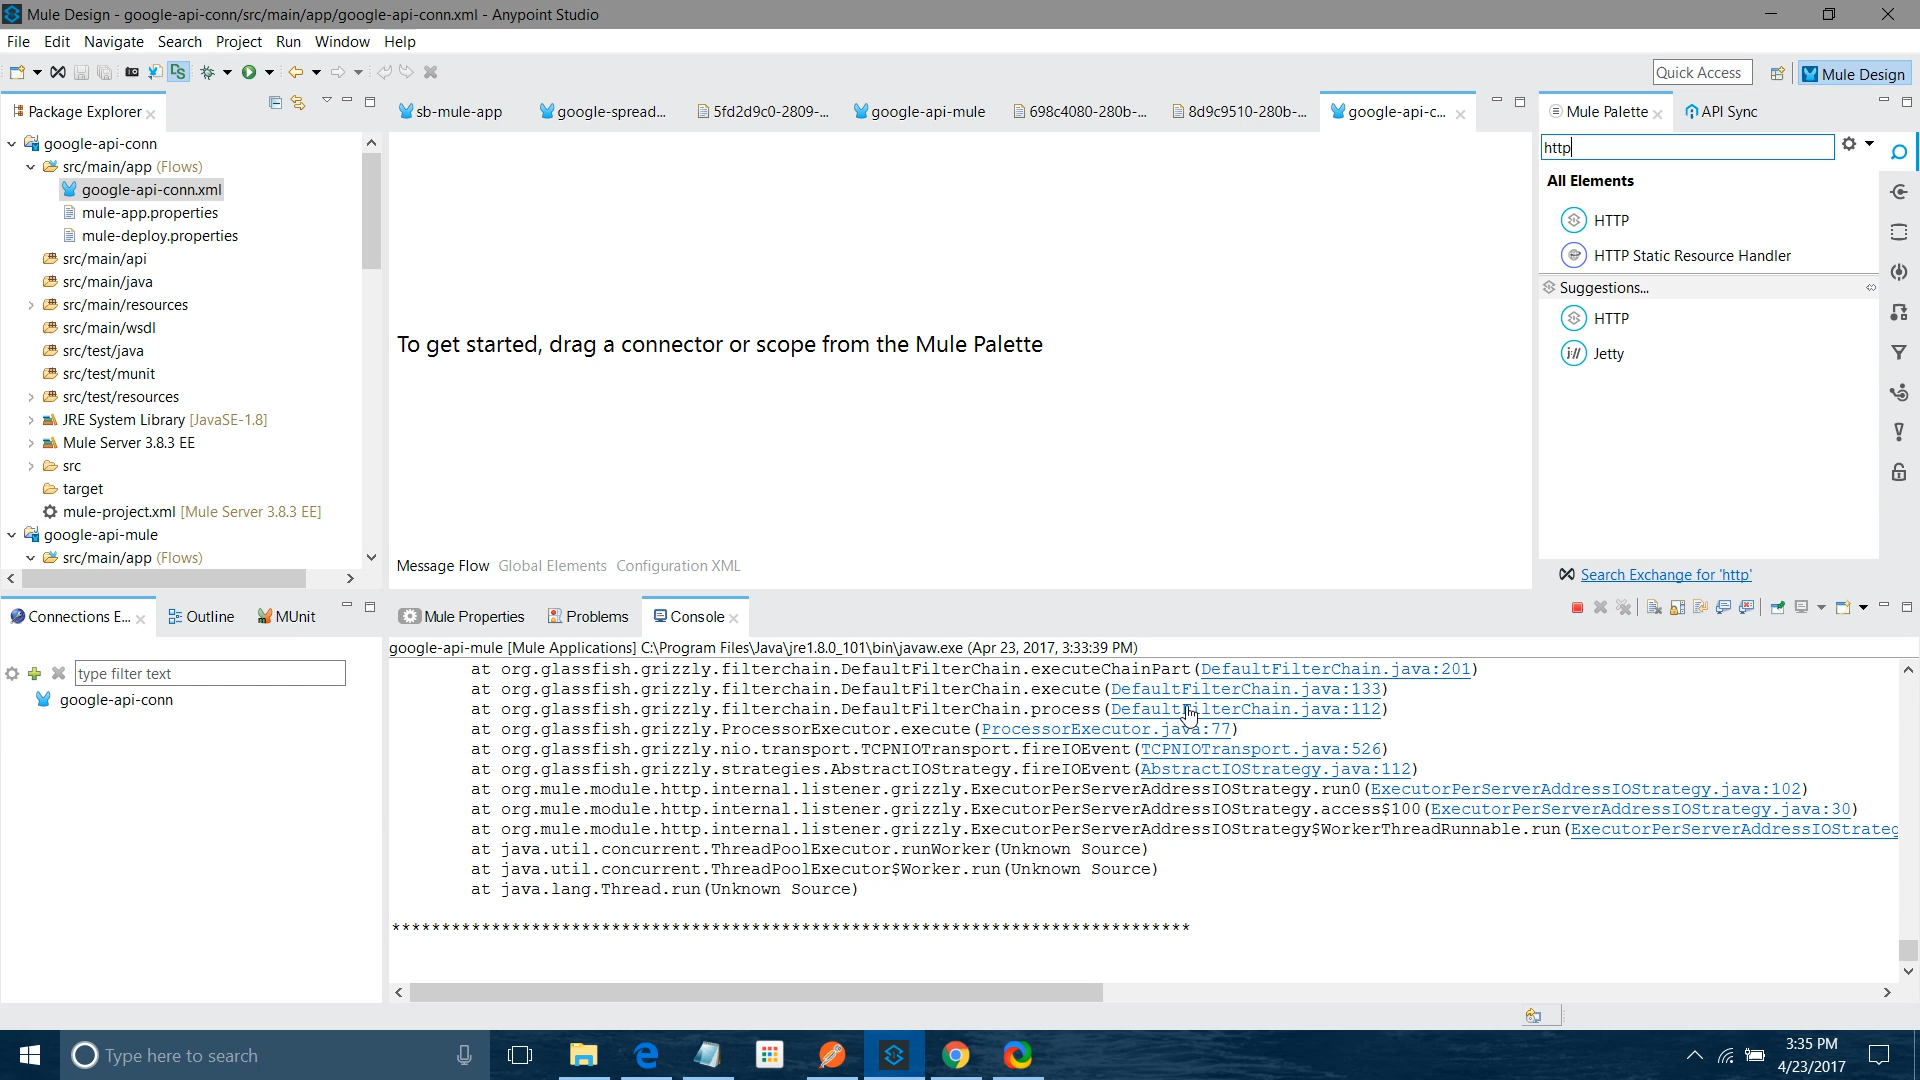 Mule Design - google-api-conn/src/main/app/google-api-conn.xml - Anypoint Studio
File Edit Navigate Search Project Run Window Help
Quick Access
Mule Design
Package Explorer
google-api-conn
src/main/app (Flows)
google-api-conn.xml
mule-app.properties
mule-deploy.properties
src/main/api
src/main/java
src/main/resources
src/main/wsdl
src/test/java
src/test/munit
src/test/resources
JRE System Library [JavaSE-1.8]
Mule Server 3.8.3 EE
src
target
mule-project.xml [Mule Server 3.8.3 EE]
google-api-mule
src/main/app (Flows)
sb-mule-app
google-spread...
5fd2d9c0-2809-...
google-api-mule
698c4080-280b-...
8d9c9510-280b-...
google-api-c...
To get started, drag a connector or scope from the Mule Palette
Message Flow Global Elements Configuration XML
Mule Palette
API Sync
http
All Elements
HTTP
HTTP Static Resource Handler
Suggestions...
HTTP
Jetty
Search Exchange for 'http'
Connections E...
Outline
MUnit
type filter text
google-api-conn
Mule Properties
Problems
Console
google-api-mule [Mule Applications] C:\Program Files\Java\jre1.8.0_101\bin\javaw.exe (Apr 23, 2017, 3:33:39 PM)
at org.glassfish.grizzly.filterchain.DefaultFilterChain.executeChainPart(DefaultFilterChain.java:201)
at org.glassfish.grizzly.filterchain.DefaultFilterChain.execute(DefaultFilterChain.java:133)
at org.glassfish.grizzly.filterchain.DefaultFilterChain.process(DefaultFilterChain.java:112)
at org.glassfish.grizzly.ProcessorExecutor.execute(ProcessorExecutor.java:77)
at org.glassfish.grizzly.nio.transport.TCPNIOTransport.fireIOEvent(TCPNIOTransport.java:526)
at org.glassfish.grizzly.strategies.AbstractIOStrategy.fireIOEvent(AbstractIOStrategy.java:112)
at org.mule.module.http.internal.listener.grizzly.ExecutorPerServerAddressIOStrategy.run0(ExecutorPerServerAddressIOStrategy.java:102)
at org.mule.module.http.internal.listener.grizzly.ExecutorPerServerAddressIOStrategy.access$100(ExecutorPerServerAddressIOStrategy.java:30)
at org.mule.module.http.internal.listener.grizzly.ExecutorPerServerAddressIOStrategy$WorkerThreadRunnable.run(ExecutorPerServerAddressIOStrateg
at java.util.concurrent.ThreadPoolExecutor.runWorker(Unknown Source)
at java.util.concurrent.ThreadPoolExecutor$Worker.run(Unknown Source)
at java.lang.Thread.run(Unknown Source)
********************************************************************************
Type here to search
3:35 PM
4/23/2017